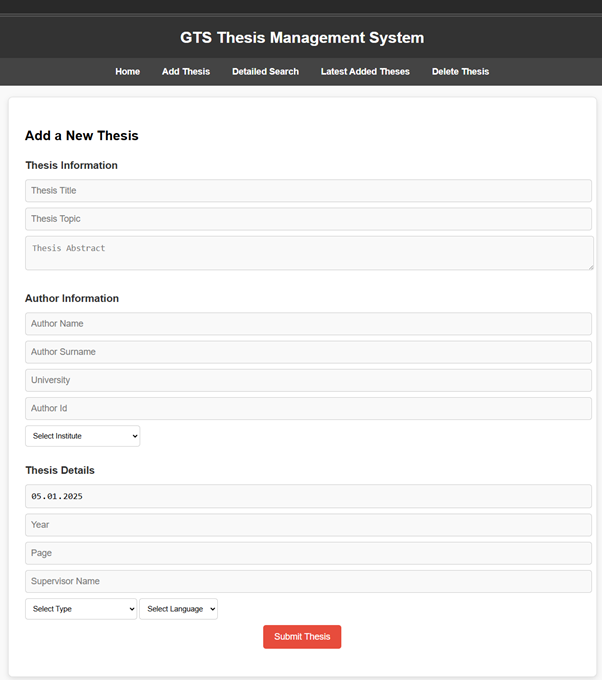 GTS Thesis Management System
Home Add Thesis Detailed Search Latest Added Theses Delete Thesis
Add a New Thesis
Thesis Information
Thesis Title
Thesis Topic
Thesis Abstract
Author Information
Author Name
Author Surname
University
Author Id
Select Institute
Thesis Details
05.01.2025
Year
Page
Supervisor Name
Select Type Select Language
Submit Thesis